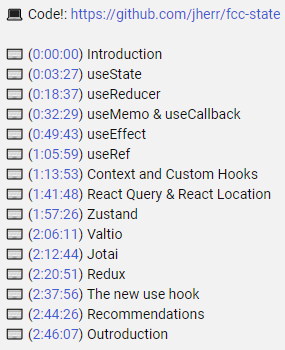 💻 Code!: https://github.com/jherr/fcc-state
⌨️ (0:00:00) Introduction
⌨️ (0:03:27) useState
⌨️ (0:18:37) useReducer
⌨️ (0:32:29) useMemo & useCallback
⌨️ (0:49:43) useEffect
⌨️ (1:05:59) useRef
⌨️ (1:13:53) Context and Custom Hooks
⌨️ (1:41:48) React Query & React Location
⌨️ (1:57:26) Zustand
⌨️ (2:06:11) Valtio
⌨️ (2:12:44) Jotai
⌨️ (2:20:51) Redux
⌨️ (2:37:56) The new use hook
⌨️ (2:44:26) Recommendations
⌨️ (2:46:07) Outroduction